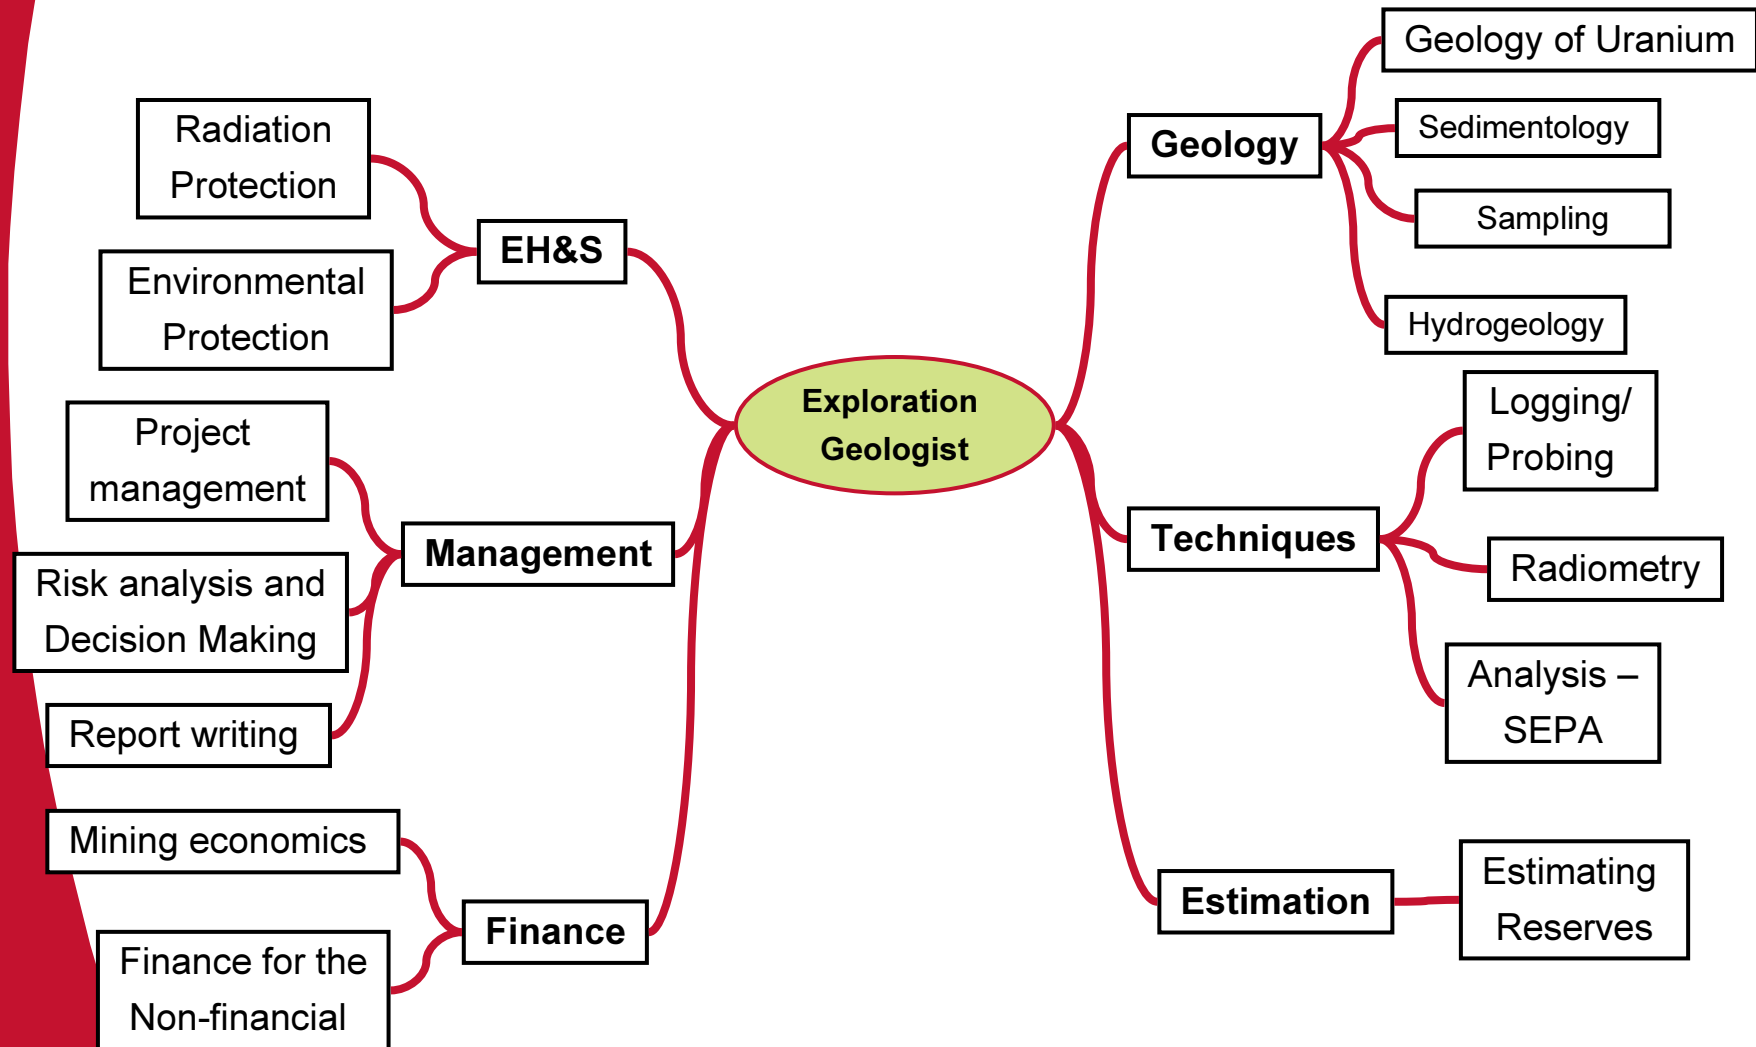 Geology of Uranium
Sedimentology
Sampling
Hydrogeology
Geology
Radiation
Protection
EH&S
Environmental
Protection
Exploration
Geologist
Project
management
Management
Risk analysis and
Decision Making
Report writing
Logging/
Probing
Techniques
Radiometry
Analysis –
SEPA
Mining economics
Finance
Finance for the
Non-financial
Estimation
Estimating
Reserves